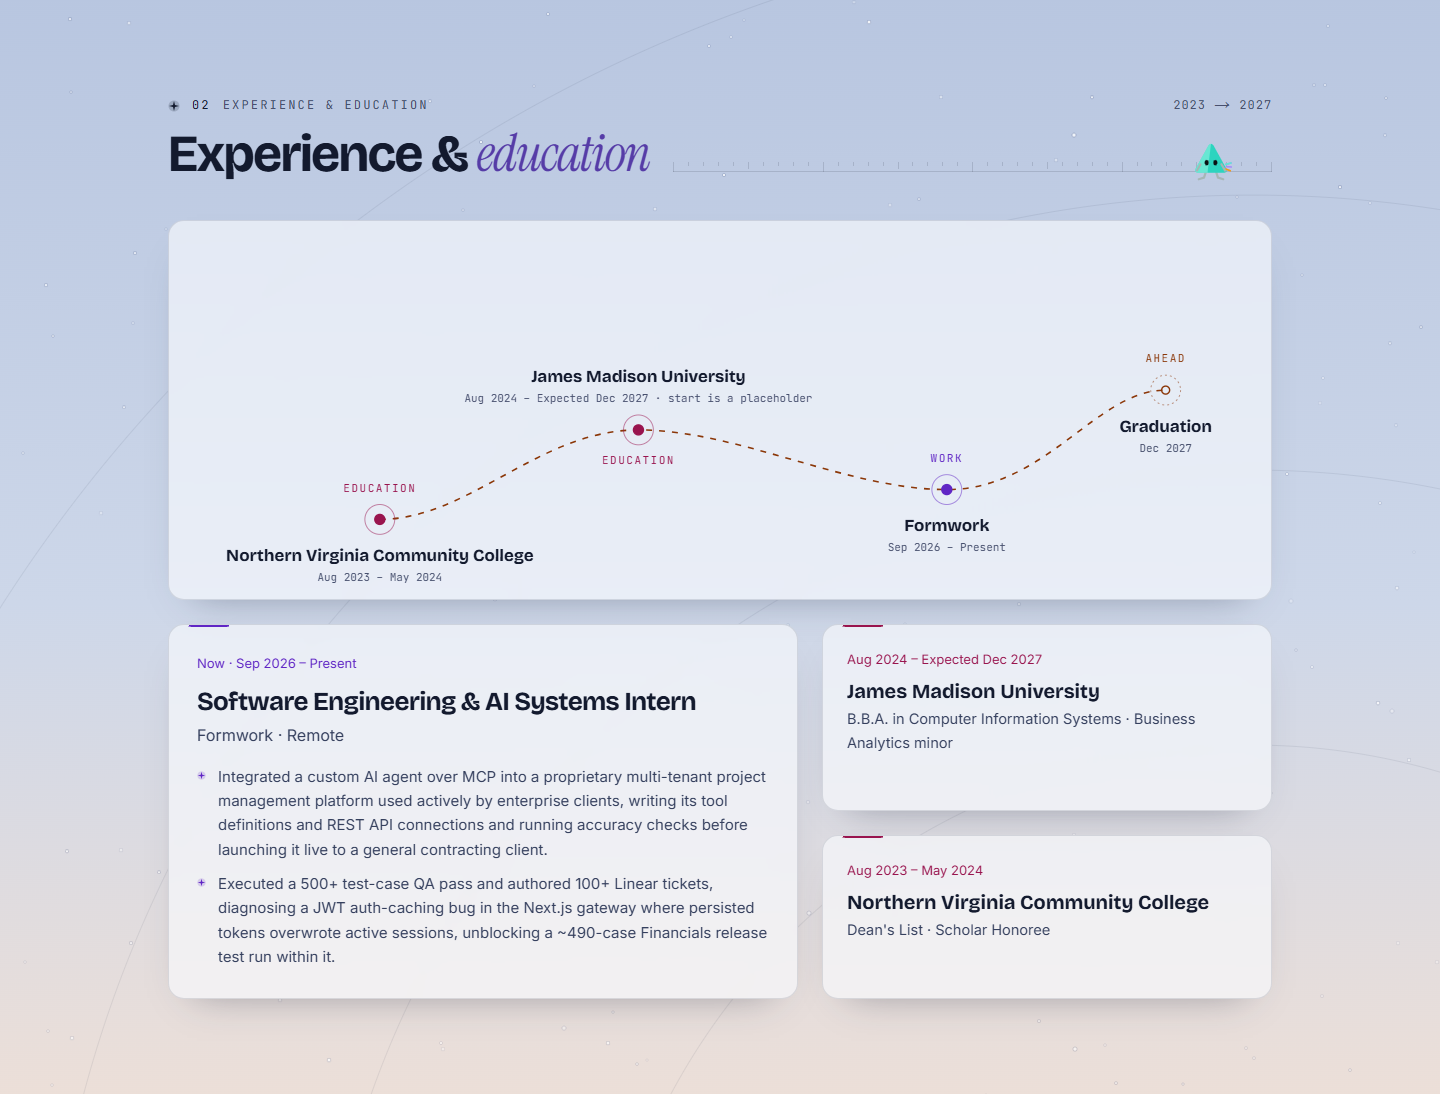 02 EXPERIENCE & EDUCATION
2023 → 2027
Experience & education
AHEAD
James Madison University
Aug 2024 – Expected Dec 2027 · start is a placeholder
Graduation
Dec 2027
EDUCATION
WORK
EDUCATION
Formwork
Sep 2026 – Present
Northern Virginia Community College
Aug 2023 – May 2024
Now · Sep 2026 – Present
Software Engineering & AI Systems Intern
Formwork · Remote
Integrated a custom AI agent over MCP into a proprietary multi-tenant project
management platform used actively by enterprise clients, writing its tool
definitions and REST API connections and running accuracy checks before
launching it live to a general contracting client.
Executed a 500+ test-case QA pass and authored 100+ Linear tickets,
diagnosing a JWT auth-caching bug in the Next.js gateway where persisted
tokens overwrote active sessions, unblocking a ~490-case Financials release
test run within it.
Aug 2024 – Expected Dec 2027
James Madison University
B.B.A. in Computer Information Systems · Business
Analytics minor
Aug 2023 – May 2024
Northern Virginia Community College
Dean's List · Scholar Honoree